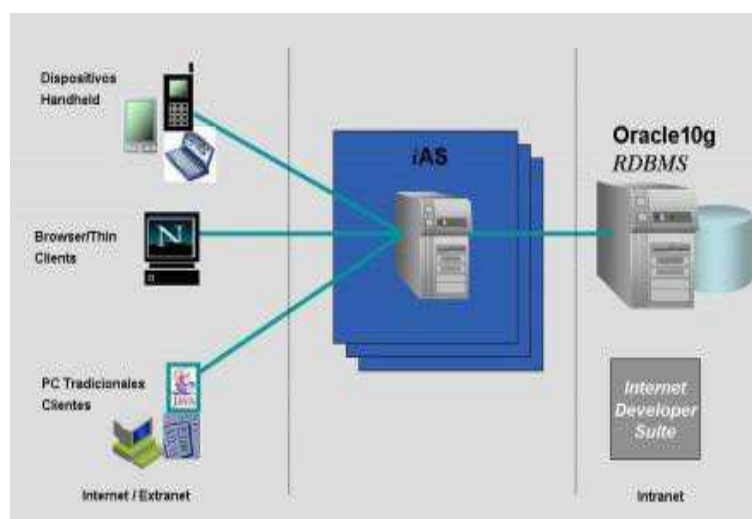 Dispositivos
Handheld
iAS
Oracle10g
RDBMS
N
Browser/Thin
Clients
PC Tradicionales
Clientes
JAVA
Internet
Developer
Suite
Internet / Extranet
Intranet